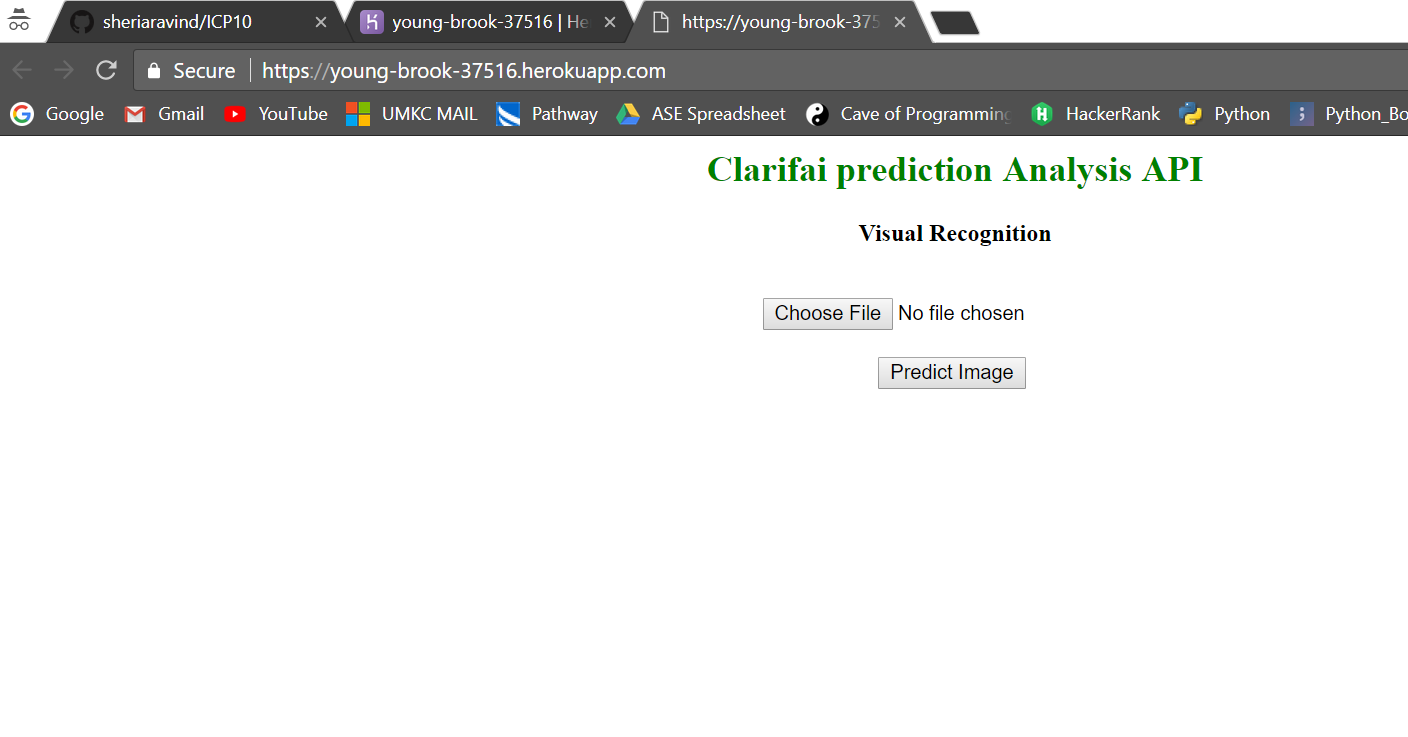 sheriaravind/ICP10 young-brook-37516 | He https://young-brook-375
Secure https://young-brook-37516.herokuapp.com
Google Gmail YouTube UMKC MAIL Pathway ASE Spreadsheet Cave of Programming HackerRank Python Python_Bo
Clarifai prediction Analysis API
Visual Recognition
Choose File No file chosen
Predict Image